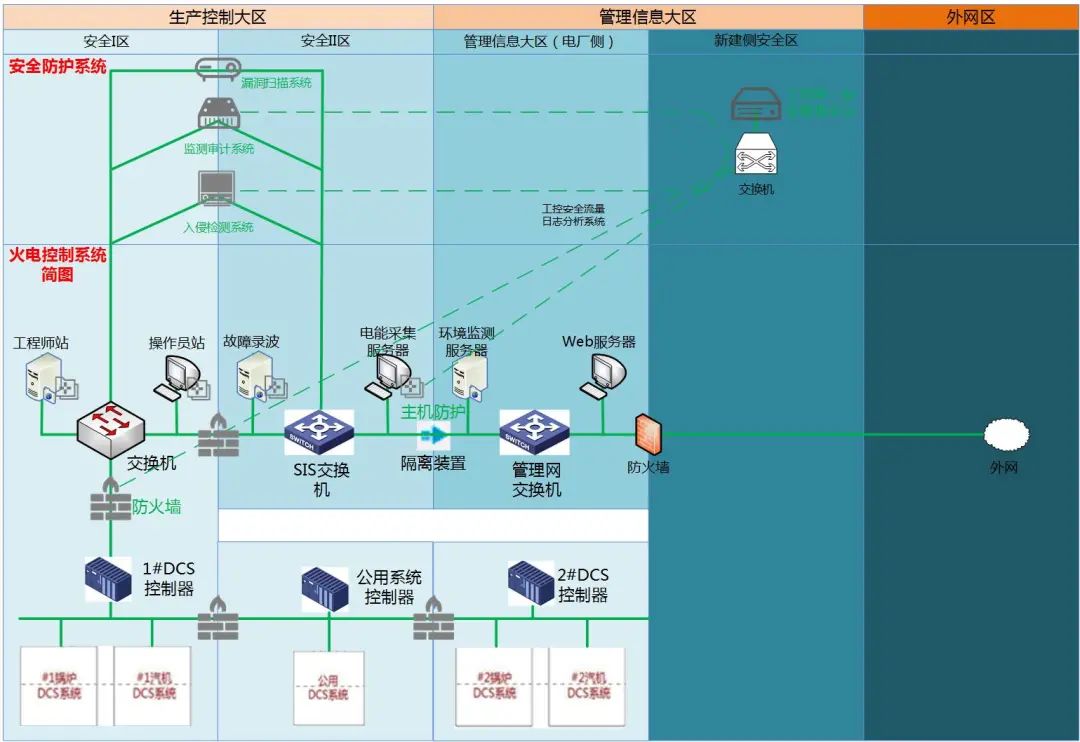 生产控制大区
管理信息大区
外网区
安全I区
安全II区
管理信息大区（电厂侧）
新建侧安全区
安全防护系统
漏洞扫描系统
监测审计系统
交换机
入侵检测系统
工控安全流量
日志分析系统
火电控制系统
简图
工程师站
操作员站
故障录波
电能采集
服务器
环境监测
服务器
Web服务器
主机防护
交换机
SIS交换
机
隔离装置
管理网
交换机
防火墙
外网
防火墙
1#DCS
控制器
公用系统
控制器
2#DCS
控制器
#1锅炉
DCS系统
#1汽机
DCS系统
公用
DCS系统
#2锅炉
DCS系统
#2汽机
DCS系统
SWITCH
SWITCH